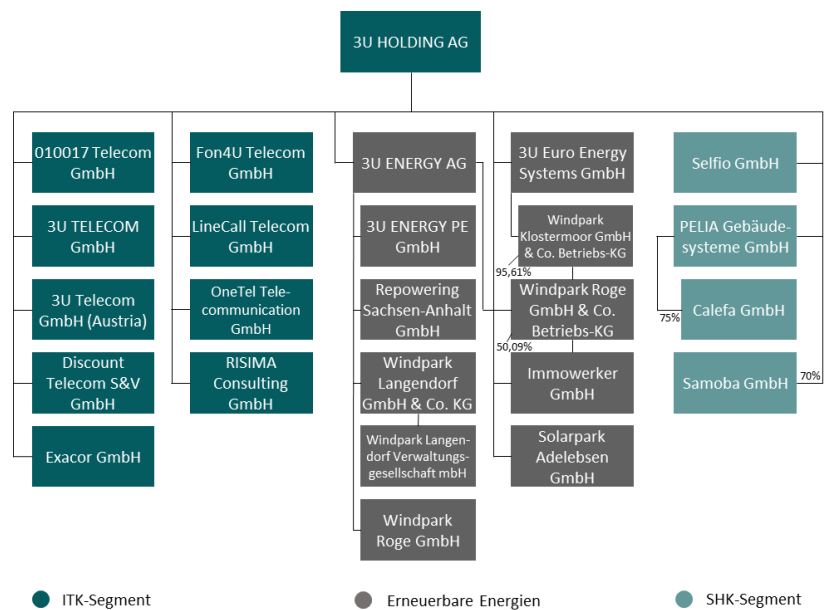 3U HOLDING AG
010017 Telecom
GmbH
3U TELECOM
GmbH
3U Telecom
GmbH (Austria)
Discount
Telecom S&V
GmbH
Exacor GmbH
Fon4U Telecom
GmbH
LineCall Telecom
GmbH
OneTel Tele-
communication
GmbH
RISIMA
Consulting
GmbH
3U ENERGY AG
3U ENERGY PE
GmbH
Repowering
Sachsen-Anhalt
GmbH
Windpark
Langendorf
GmbH & Co. KG
Windpark Langen-
dorf Verwaltungs-
gesellschaft mbH
Windpark
Roge GmbH
3U Euro Energy
Systems GmbH
Windpark
Klostermoor GmbH
& Co. Betriebs-KG
95,61%
Windpark Roge
GmbH & Co.
Betriebs-KG
50,09%
Immowerker
GmbH
Solarpark
Adelebsen
GmbH
Selfio GmbH
PELIA Gebäude-
systeme GmbH
75%
Calefa GmbH
Samoba GmbH
70%
ITK-Segment
Erneuerbare Energien
SHK-Segment